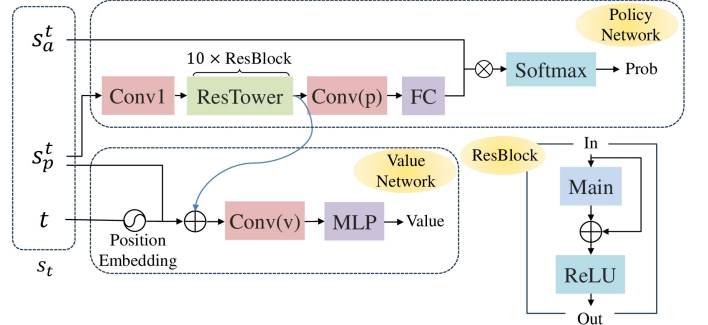 s_a^t
Policy
Network
10 × ResBlock
Softmax
Prob
Conv1
ResTower
Conv(p)
FC
s_p^t
Value
Network
ResBlock
In
Main
t
Position
Embedding
Conv(v)
MLP
Value
ReLU
s_t
Out